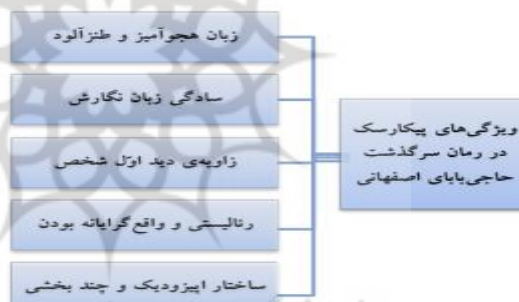 ویژگی‌های پیکارسک
در رمان سرگذشت
حاجی‌بابای اصفهانی
زبان هجوآمیز و طنزآلود
سادگی زبان نگارش
زاویه‌ی دید اوّل شخص
رئالیستی و واقع‌گرایانه بودن
ساختار اپیزودیک و چند بخشی